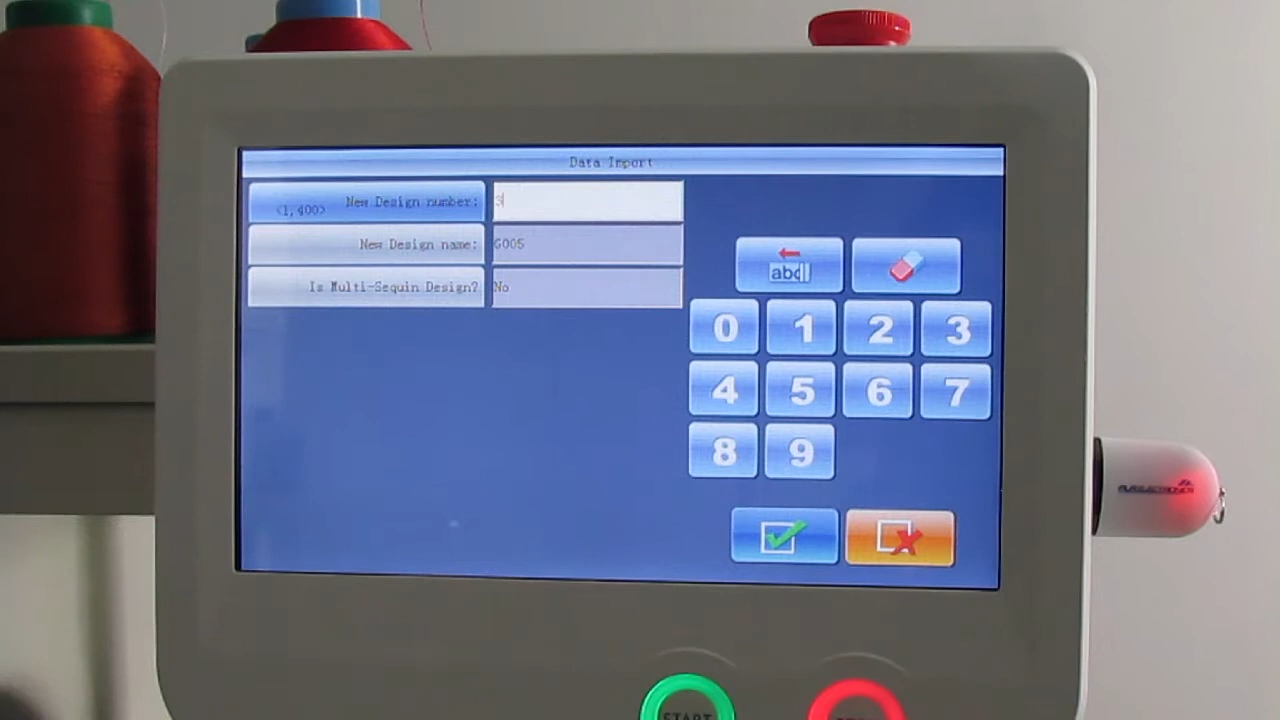 Data Import
New Design number:
<1,400>
3
New Design name:
G005
Is Multi-Sequin Design?
No
abc
0 1 2 3
4 5 6 7
8 9
START